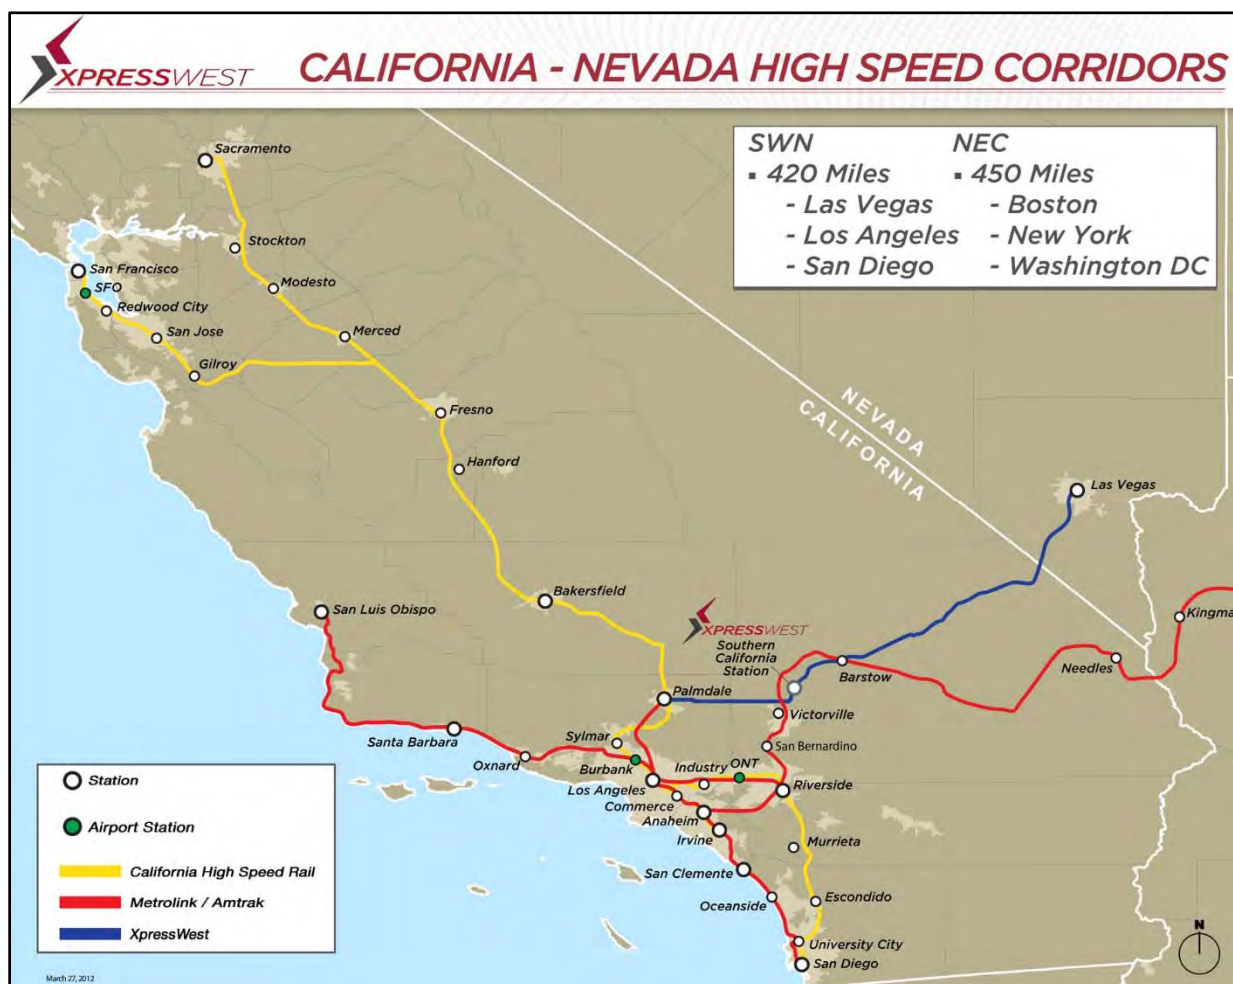 XPRESSWEST
CALIFORNIA - NEVADA HIGH SPEED CORRIDORS
SWN
▪ 420 Miles
- Las Vegas
- Los Angeles
- San Diego
NEC
▪ 450 Miles
- Boston
- New York
- Washington DC
Sacramento
Stockton
San Francisco
SFO
Modesto
Redwood City
San Jose
Merced
Gilroy
Fresno
NEVADA
CALIFORNIA
Hanford
Las Vegas
Bakersfield
San Luis Obispo
XPRESSWEST
Kingma
Southern
California
Station
Barstow
Needles
Palmdale
Victorville
Santa Barbara
Sylmar
San Bernardino
Oxnard
Burbank
Industry
ONT
Los Angeles
Riverside
Commerce
Anaheim
Irvine
Murrieta
San Clemente
Oceanside
Escondido
University City
San Diego
Station
Airport Station
California High Speed Rail
Metrolink / Amtrak
XpressWest
N
March 27, 2012